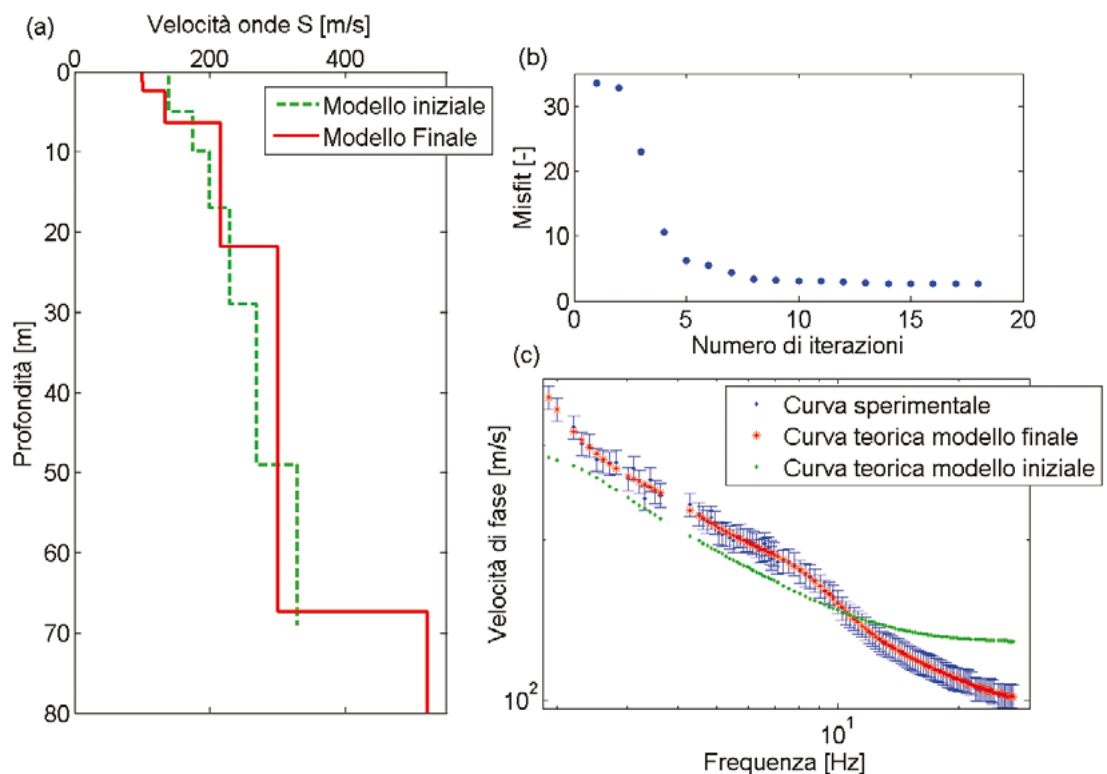 (a)
Velocità onde S [m/s]
0 200 400
0
10
20
30
40
50
60
70
80
Profondità [m]
Modello iniziale
Modello Finale
(b)
30
20
10
0
Misfit [-]
0 5 10 15 20
Numero di iterazioni
(c)
Curva sperimentale
Curva teorica modello finale
Curva teorica modello iniziale
Velocità di fase [m/s]
10²
10¹
Frequenza [Hz]